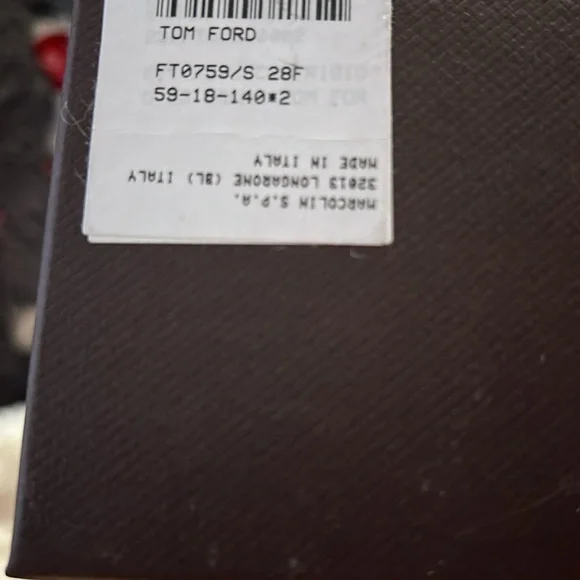 TOM FORD
FT0759/S 28F
59-18-140*2
MARCOLIN S.P.A.
32013 LONGARONE (BL) ITALY
MADE IN ITALY